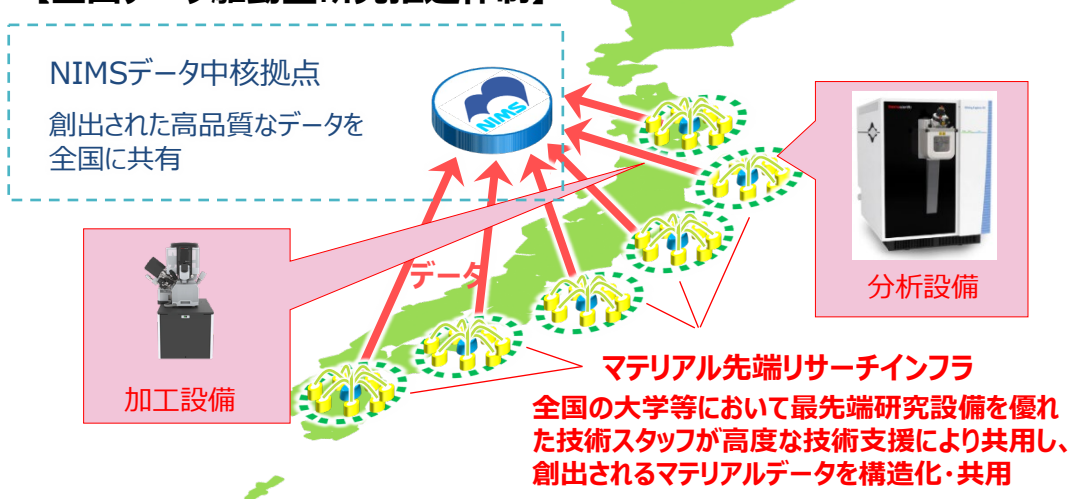 NIMSデータ中核拠点
創出された高品質なデータを
全国に共有
NIMS
データ
分析設備
加工設備
マテリアル先端リサーチインフラ
全国の大学等において最先端研究設備を優れ
た技術スタッフが高度な技術支援により共用し、
創出されるマテリアルデータを構造化・共用